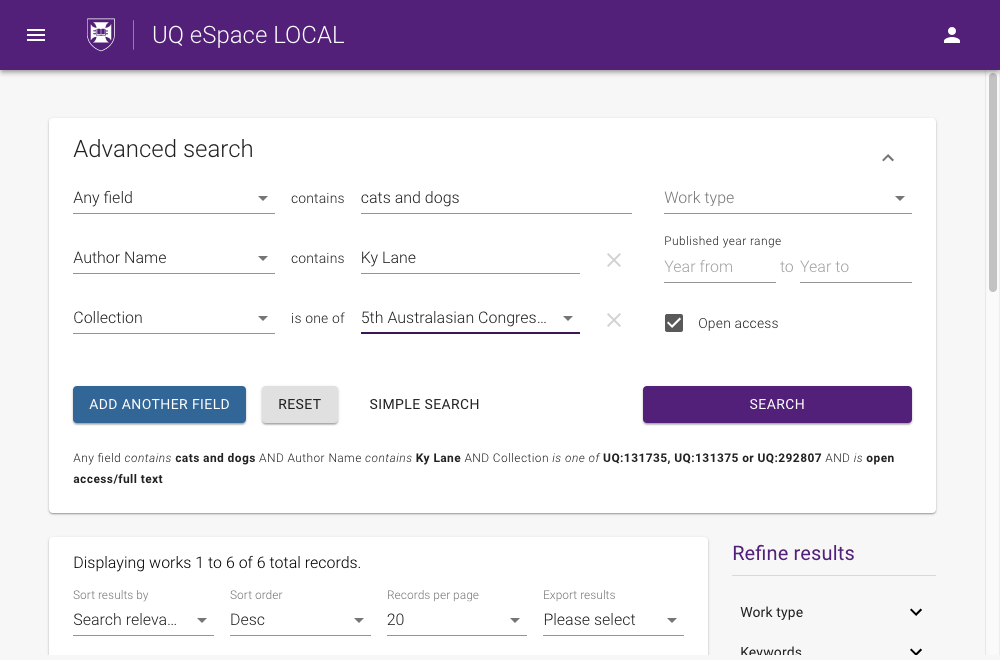 UQ eSpace LOCAL
Advanced search
Any field contains cats and dogs Work type
Published year range
Author Name contains Ky Lane Year from to Year to
Collection is one of 5th Australasian Congres... Open access
ADD ANOTHER FIELD RESET SIMPLE SEARCH SEARCH
Any field contains cats and dogs AND Author Name contains Ky Lane AND Collection is one of UQ:131735, UQ:131375 or UQ:292807 AND is open
access/full text
Displaying works 1 to 6 of 6 total records.
Sort results by Sort order Records per page Export results
Search releva... Desc 20 Please select
Refine results
Work type
Keywords